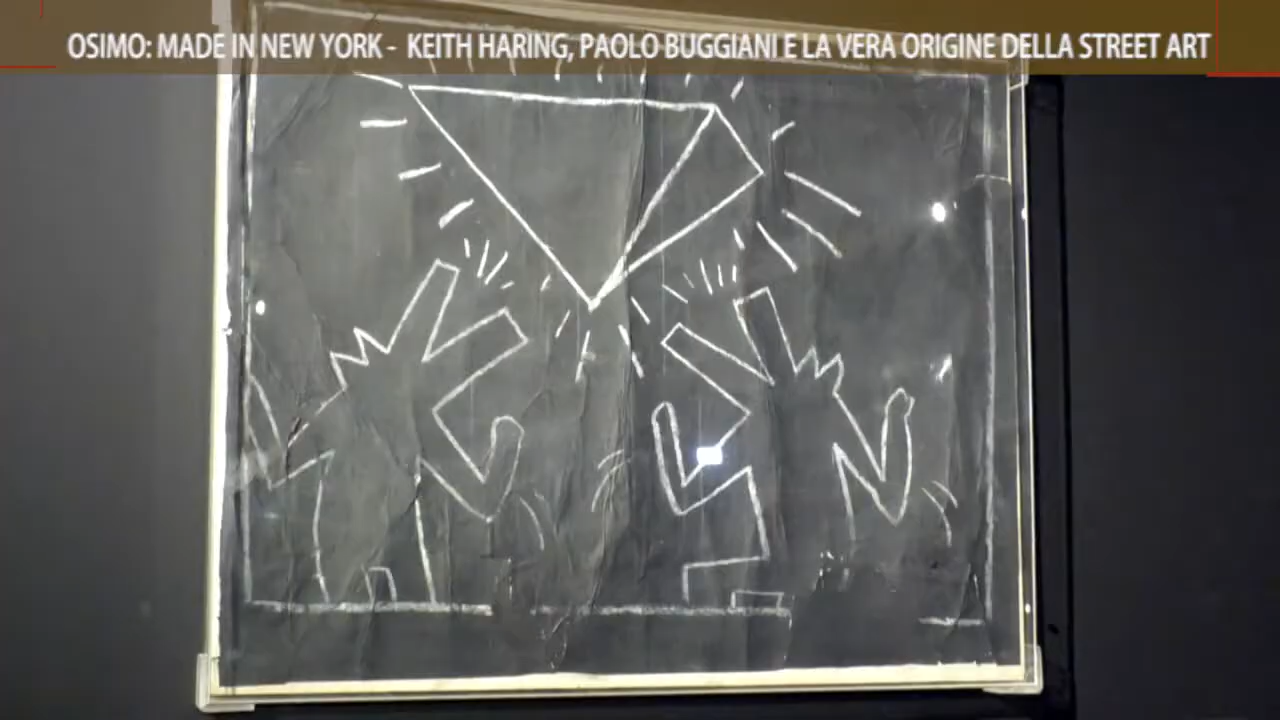 OSIMO: MADE IN NEW YORK - KEITH HARING, PAOLO BUGGIANI E LA VERA ORIGINE DELLA STREET ART